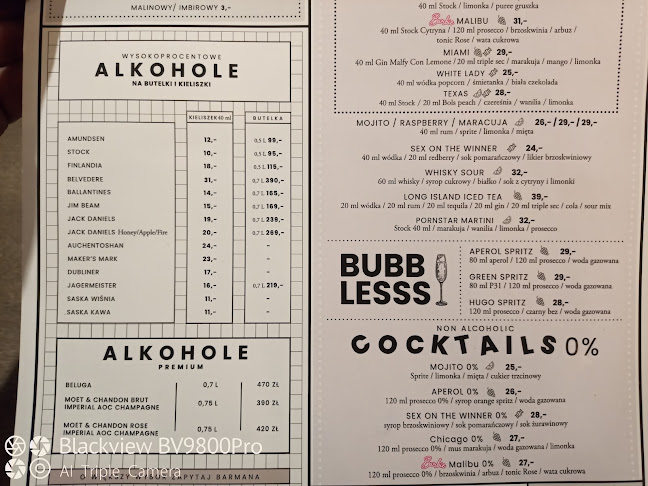 MALINOWY/ IMBIROWY 3,-
WYSOKOPROCENTOWE
ALKOHOLE
NA BUTELKI I KIELISZKI
KIELISZEK 40 ml BUTELKA
AMUNDSEN 12,- 0,5 L 99,-
STOCK 10,- 0,5 L 95,-
FINLANDIA 18,- 0,5 L 115,-
BELVEDERE 31,- 0,7 L 390,-
BALLANTINES 14,- 0,7 L 165,-
JIM BEAM 15,- 0,7 L 169,-
JACK DANIELS 19,- 0,7 L 239,-
JACK DANIELS Honey/Apple/Fire 20,- 0,7 L 269,-
AUCHENTOSHAN 24,- -
MAKER'S MARK 23,- -
DUBLINER 17,- -
JAGERMEISTER 16,- 0,7 L 219,-
SASKA WIŚNIA 11,- -
SASKA KAWA 11,- -
ALKOHOLE
PREMIUM
BELUGA 0,7 L 470 ZŁ
MOET & CHANDON BRUT
IMPERIAL AOC CHAMPAGNE 0,75 L 390 ZŁ
MOET & CHANDON ROSE
IMPERIAL AOC CHAMPAGNE 0,75 L 420 ZŁ
O WIĘKSZY WYBÓR ZAPYTAJ BARMANA
Blackview BV9800Pro
AI Triple Camera
40 ml Stock / limonka / puree gruszka
Barbie MALIBU 31,-
40 ml Stock Cytryna / 120 ml prosecco / brzoskwinia / arbuz /
tonic Rose / wata cukrowa
MIAMI 29,-
40 ml Gin Malfy Con Lemone / 20 ml triple sec / marakuja / mango / limonka
WHITE LADY 25,-
40 ml wódka popcorn / śmietanka / biała czekolada
TEXAS 28,-
40 ml Stock / 20 ml Bols peach / czereśnia / wanilia / limonka
MOJITO / RASPBERRY / MARACUJA 26,- / 29,- / 29,-
40 ml rum / sprite / limonka / mięta
SEX ON THE WINNER 24,-
40 ml wódka / 20 ml redberry / sok pomarańczowy / likier brzoskwiniowy
WHISKY SOUR 32,-
60 ml whisky / syrop cukrowy / białko / sok z cytryny i limonki
LONG ISLAND ICED TEA 39,-
20 ml wódka / 20 ml rum / 20 ml tequila / 20 ml gin / 20 ml triple sec / cola / sour mix
PORNSTAR MARTINI 32,-
Stock 40 ml / marakuja / wanilia / limonka / prosecco
BUBB
LESSS
APEROL SPRITZ 29,-
80 ml aperol / 120 ml prosecco / woda gazowana
GREEN SPRITZ 29,-
80 ml P31 / 120 ml prosecco / woda gazowana
HUGO SPRITZ 28,-
120 ml prosecco / czarny bez / woda gazowana
NON ALCOHOLIC
COCKTAILS 0%
MOJITO 0% 25,-
Sprite / limonka / mięta / cukier trzcinowy
APEROL 0% 26,-
120 ml prosecco 0% / syrop orange spritz / woda gazowana
SEX ON THE WINNER 0% 28,-
syrop brzoskwiniowy / sok pomarańczowy / sok żurawinowy
Chicago 0% 27,-
120 ml prosecco 0% / mus marakuja / woda gazowana / limonka
Barbie Malibu 0% 27,-
120 ml prosecco 0% / brzoskwinia / arbuz / tonic Rose / wata cukrowa